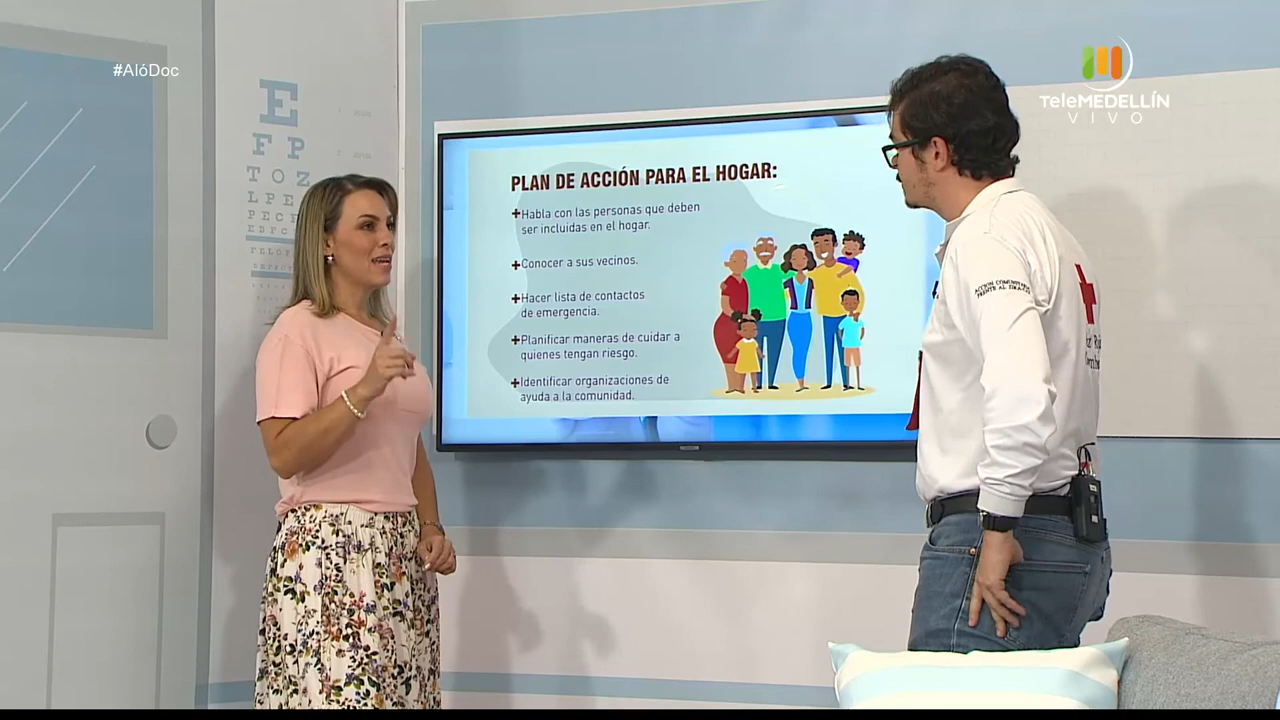 #AlóDoc
TeleMEDELLÍN
VIVO
E
F P
T O Z
L P E
P E C F
E D F C
PLAN DE ACCIÓN PARA EL HOGAR:
Habla con las personas que deben
ser incluidas en el hogar.
Conocer a sus vecinos.
Hacer lista de contactos
de emergencia.
Planificar maneras de cuidar a
quienes tengan riesgo.
Identificar organizaciones de
ayuda a la comunidad.
ACCIÓN COMUNITARIA
FRENTE AL ZIKA